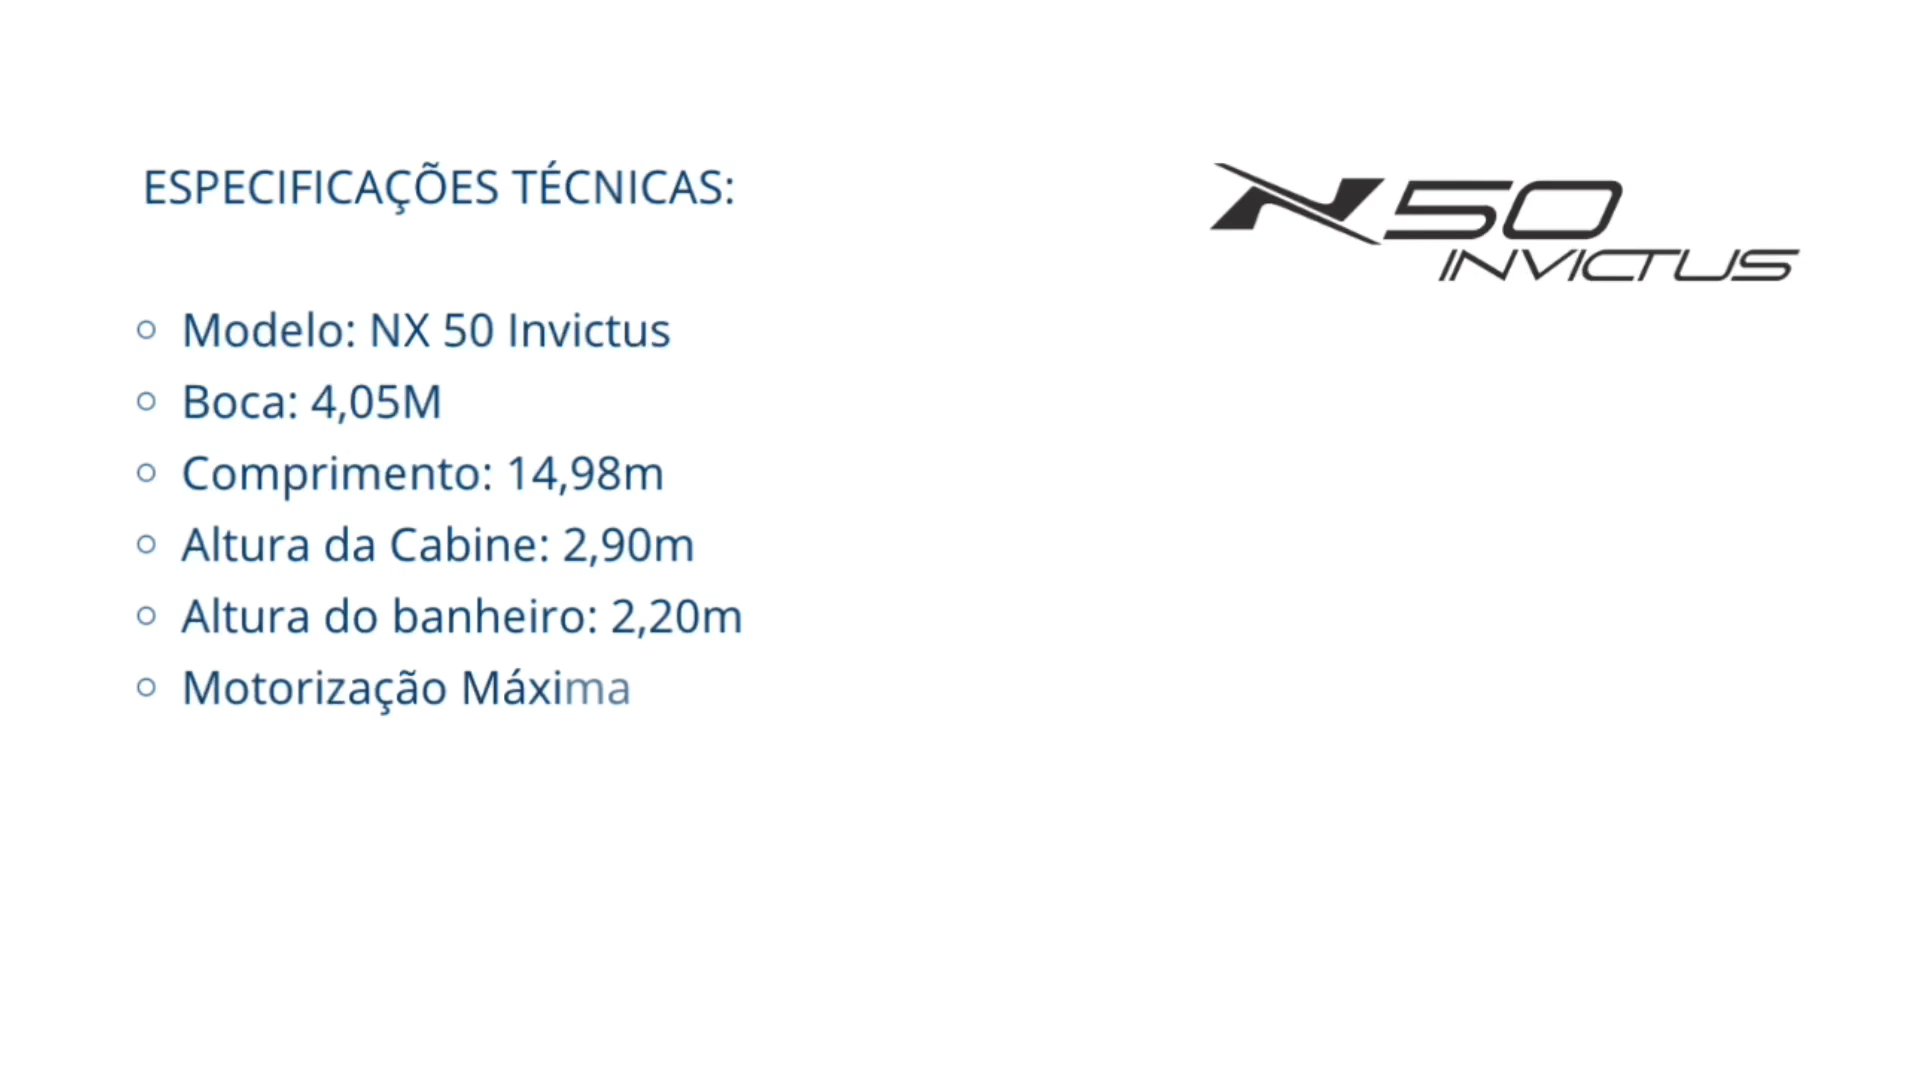 ESPECIFICAÇÕES TÉCNICAS:
N50
INVICTUS
Modelo: NX 50 Invictus
Boca: 4,05M
Comprimento: 14,98m
Altura da Cabine: 2,90m
Altura do banheiro: 2,20m
Motorização Máxima